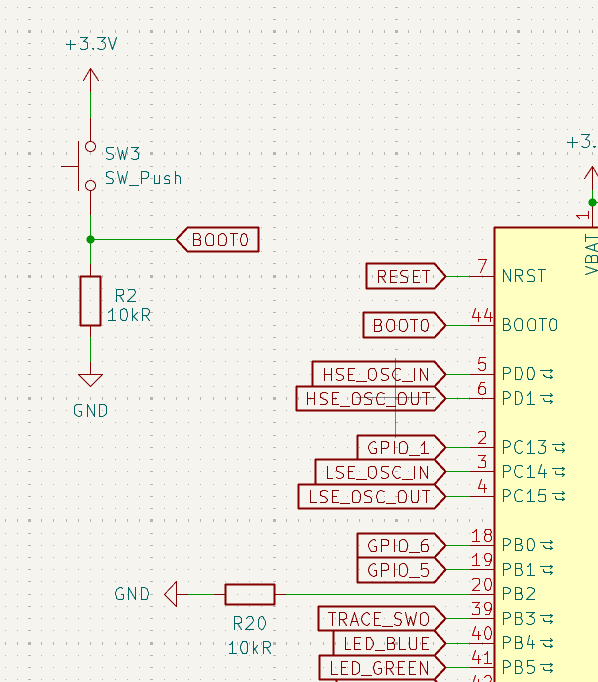 +3.3V
SW3
SW_Push
BOOT0
R2
10kR
GND
+3.
1
VBAT
RESET
7
NRST
BOOT0
44
BOOT0
HSE_OSC_IN
5
PD0
HSE_OSC_OUT
6
PD1
GPIO_1
2
PC13
LSE_OSC_IN
3
PC14
LSE_OSC_OUT
4
PC15
GPIO_6
18
PB0
GPIO_5
19
PB1
GND
R20
10kR
20
PB2
TRACE_SWO
39
PB3
LED_BLUE
40
PB4
LED_GREEN
41
PB5